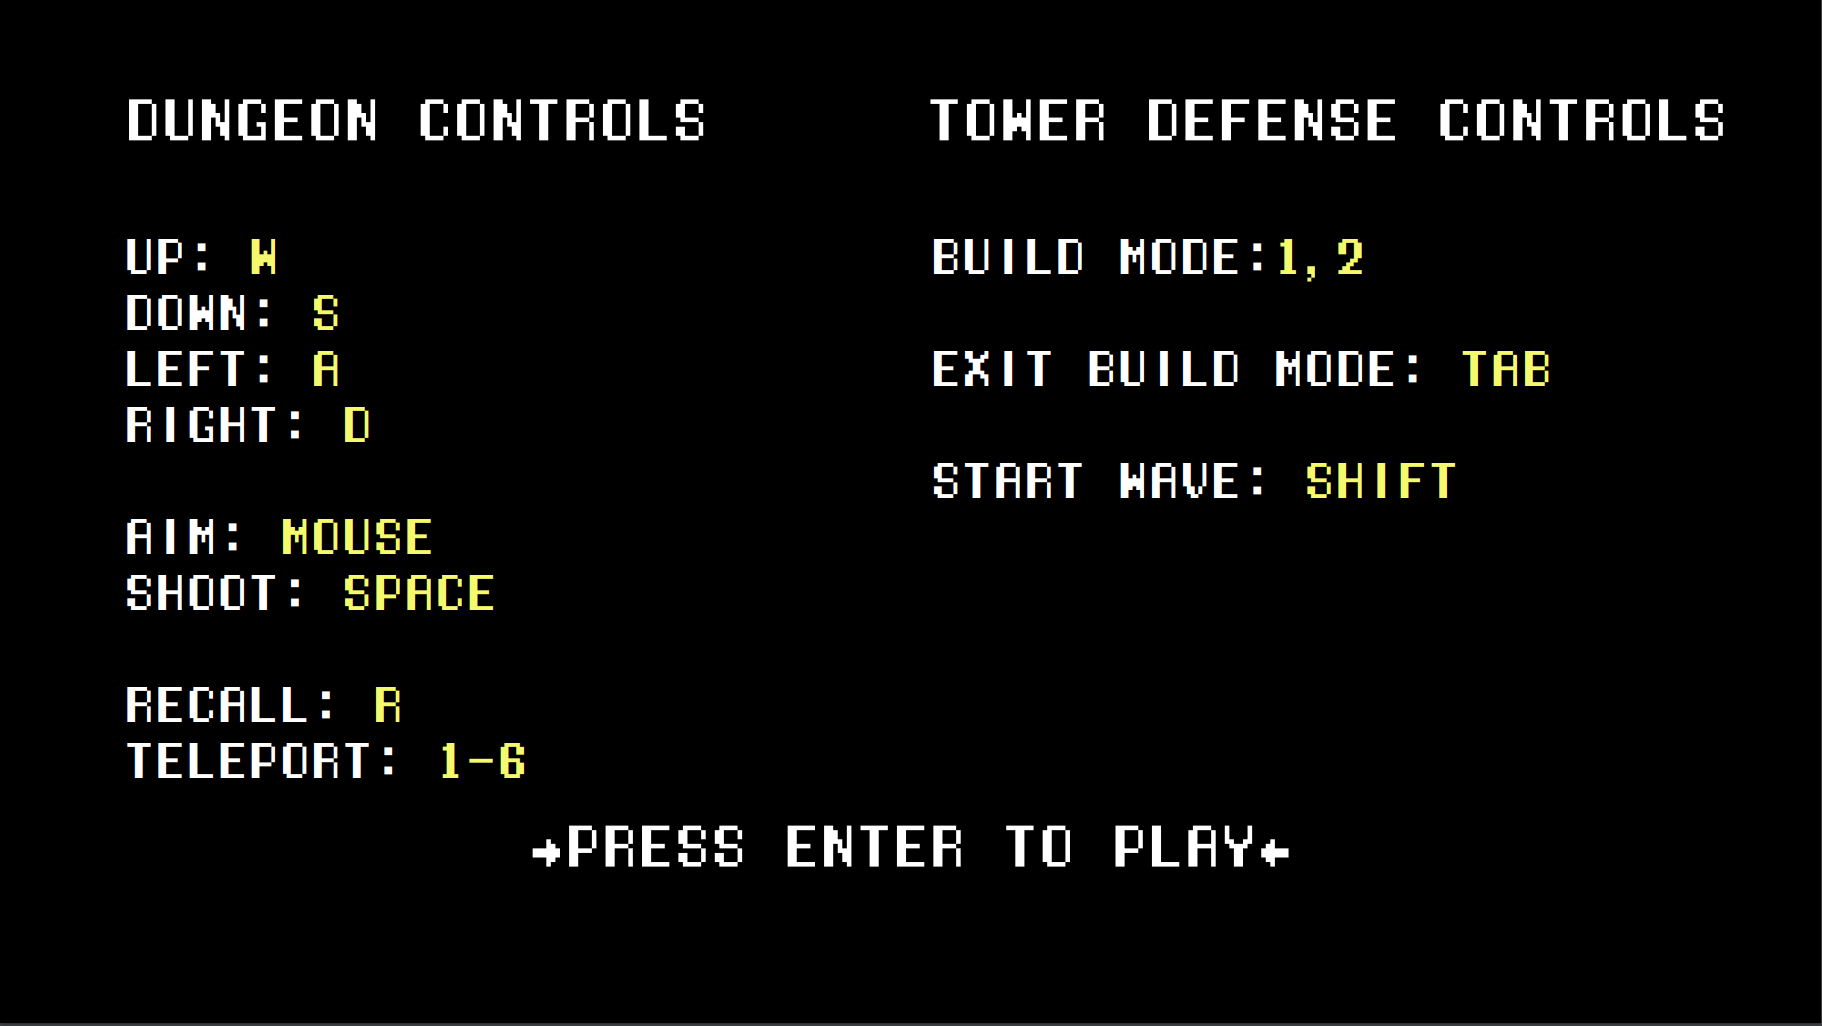 DUNGEON CONTROLS
UP: W
DOWN: S
LEFT: A
RIGHT: D
AIM: MOUSE
SHOOT: SPACE
RECALL: R
TELEPORT: 1-6
TOWER DEFENSE CONTROLS
BUILD MODE:1, 2
EXIT BUILD MODE: TAB
START WAVE: SHIFT
→PRESS ENTER TO PLAY←